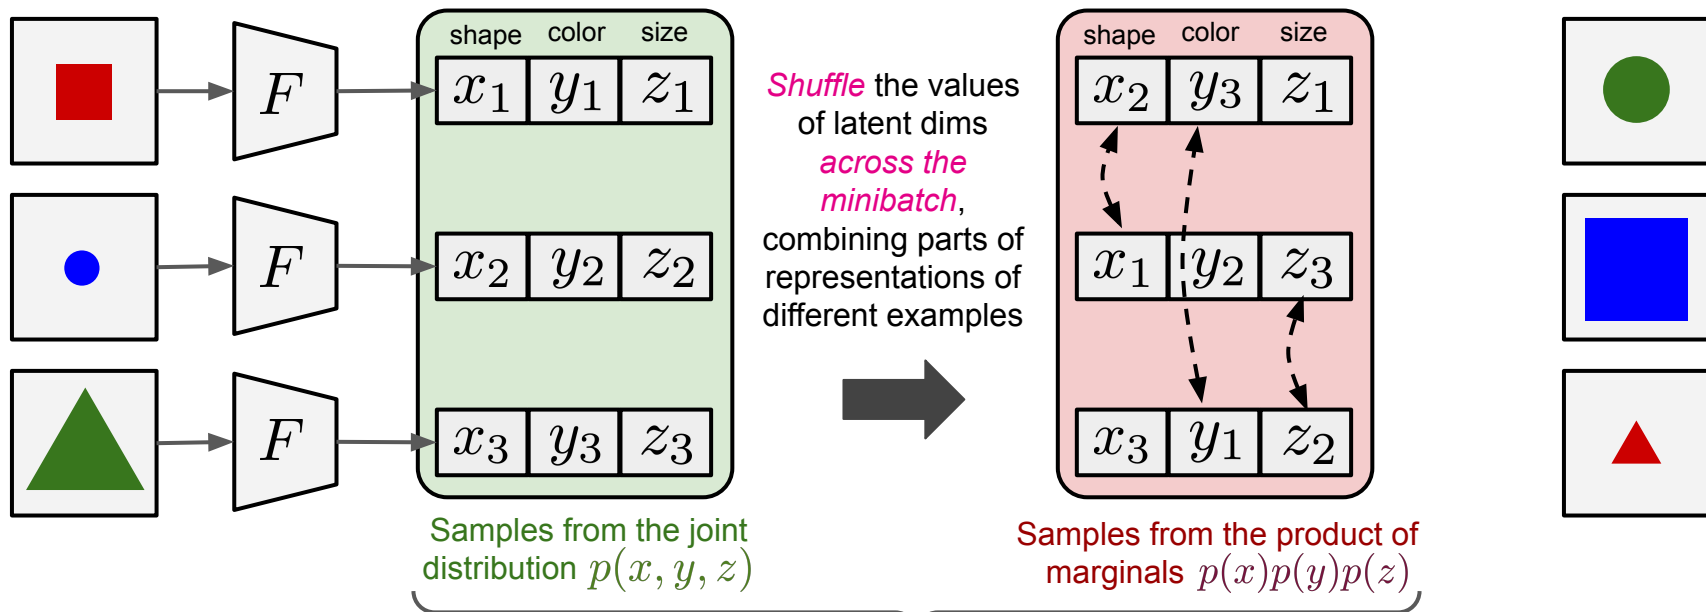 shape color size
F x₁ y₁ z₁
F x₂ y₂ z₂
F x₃ y₃ z₃
Samples from the joint
distribution p(x, y, z)
Shuffle the values
of latent dims
across the
minibatch,
combining parts of
representations of
different examples
shape color size
x₂ y₃ z₁
x₁ y₂ z₃
x₃ y₁ z₂
Samples from the product of
marginals p(x)p(y)p(z)